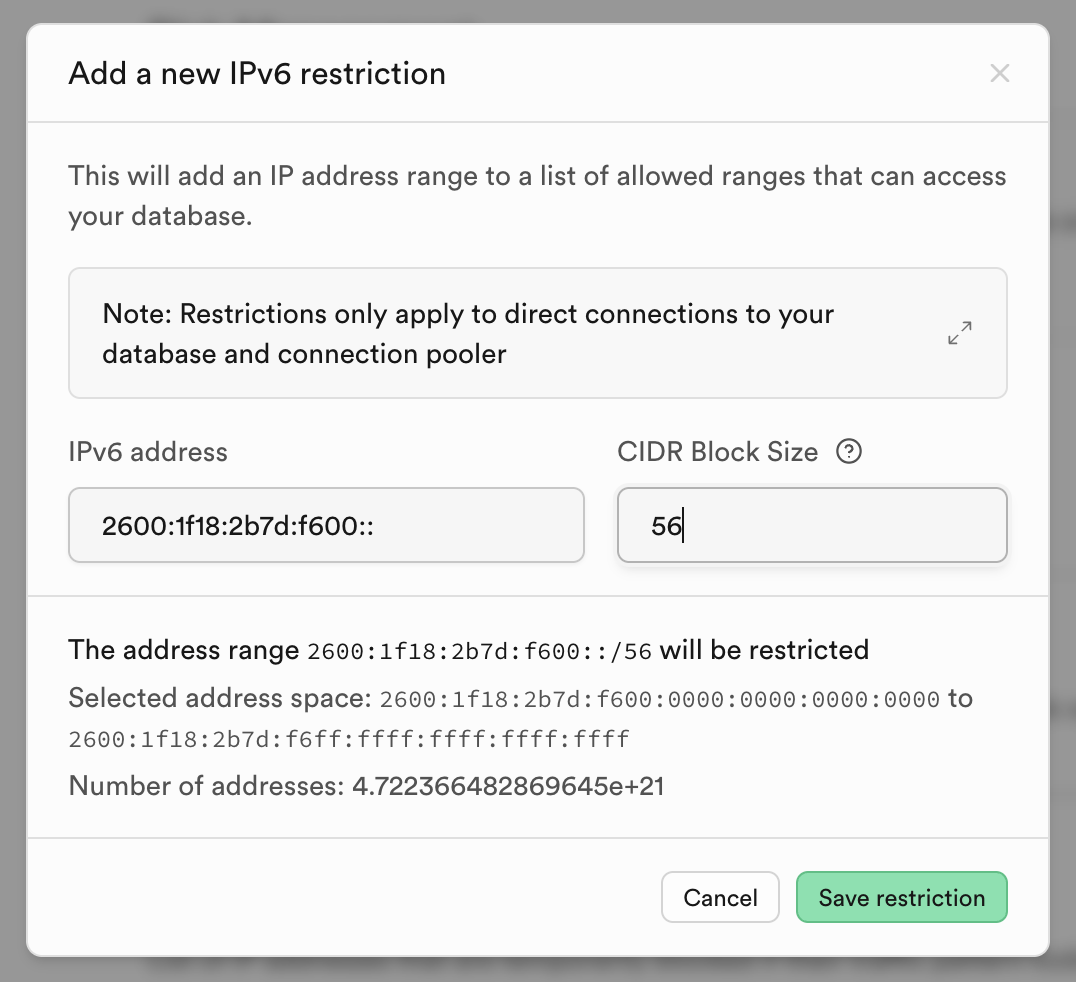 Add a new IPv6 restriction
This will add an IP address range to a list of allowed ranges that can access
your database.
Note: Restrictions only apply to direct connections to your
database and connection pooler
IPv6 address
CIDR Block Size
2600:1f18:2b7d:f600::
56
The address range 2600:1f18:2b7d:f600::/56 will be restricted
Selected address space: 2600:1f18:2b7d:f600:0000:0000:0000:0000 to
2600:1f18:2b7d:f6ff:ffff:ffff:ffff:ffff
Number of addresses: 4.722366482869645e+21
Cancel
Save restriction